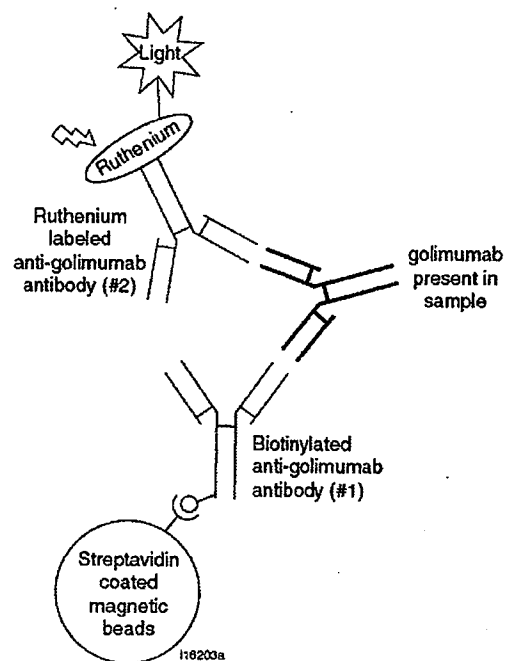 Light
Ruthenium
Ruthenium
labeled
anti-golimumab
antibody (#2)
golimumab
present in
sample
Biotinylated
anti-golimumab
antibody (#1)
Streptavidin
coated
magnetic
beads
I16203a